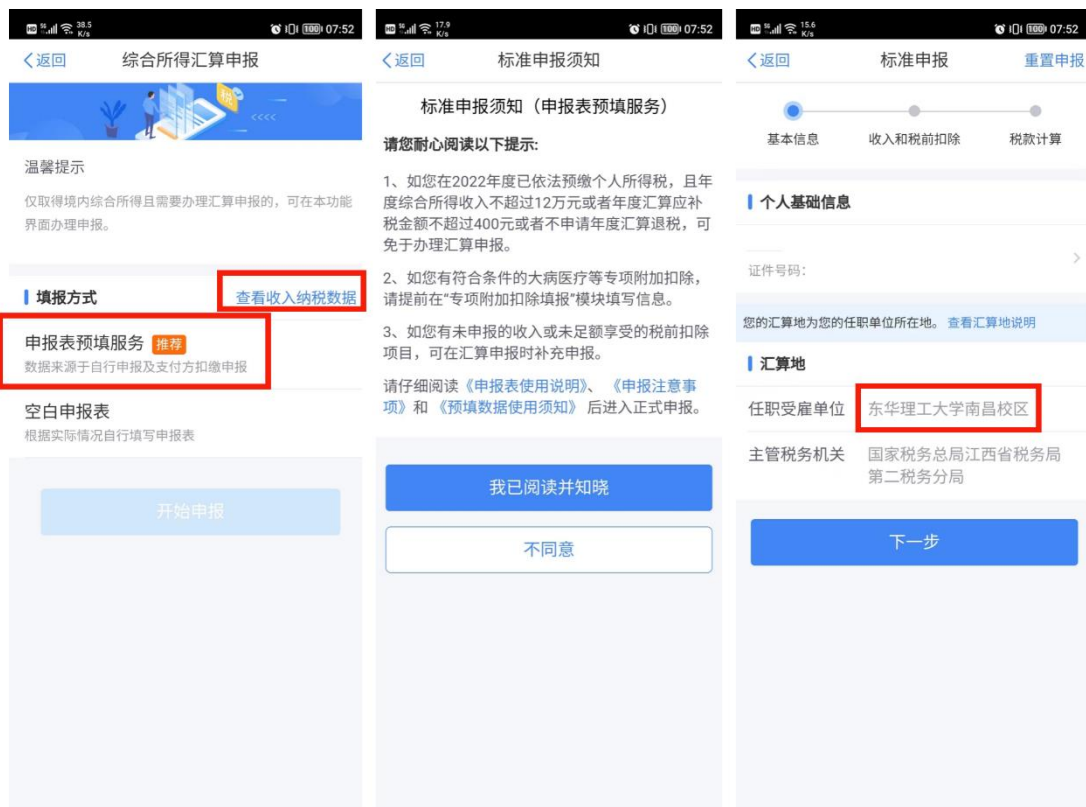 HD 5G 38.5 K/s 100 07:52
返回 综合所得汇算申报
税
温馨提示
仅取得境内综合所得且需要办理汇算申报的，可在本功能
界面办理申报。
填报方式 查看收入纳税数据
申报表预填服务 推荐
数据来源于自行申报及支付方扣缴申报
空白申报表
根据实际情况自行填写申报表
开始申报
HD 5G 17.9 K/s 100 07:52
返回 标准申报须知
标准申报须知（申报表预填服务）
请您耐心阅读以下提示:
1、如您在2022年度已依法预缴个人所得税，且年
度综合所得收入不超过12万元或者年度汇算应补
税金额不超过400元或者不申请年度汇算退税，可
免于办理汇算申报。
2、如您有符合条件的大病医疗等专项附加扣除，
请提前在“专项附加扣除填报”模块填写信息。
3、如您有未申报的收入或未足额享受的税前扣除
项目，可在汇算申报时补充申报。
请仔细阅读《申报表使用说明》、《申报注意事
项》和《预填数据使用须知》后进入正式申报。
我已阅读并知晓
不同意
HD 5G 15.6 K/s 100 07:52
返回 标准申报 重置申报
基本信息 收入和税前扣除 税款计算
个人基础信息
证件号码：
您的汇算地为您的任职单位所在地。 查看汇算地说明
汇算地
任职受雇单位 东华理工大学南昌校区
主管税务机关 国家税务总局江西省税务局
第二税务分局
下一步